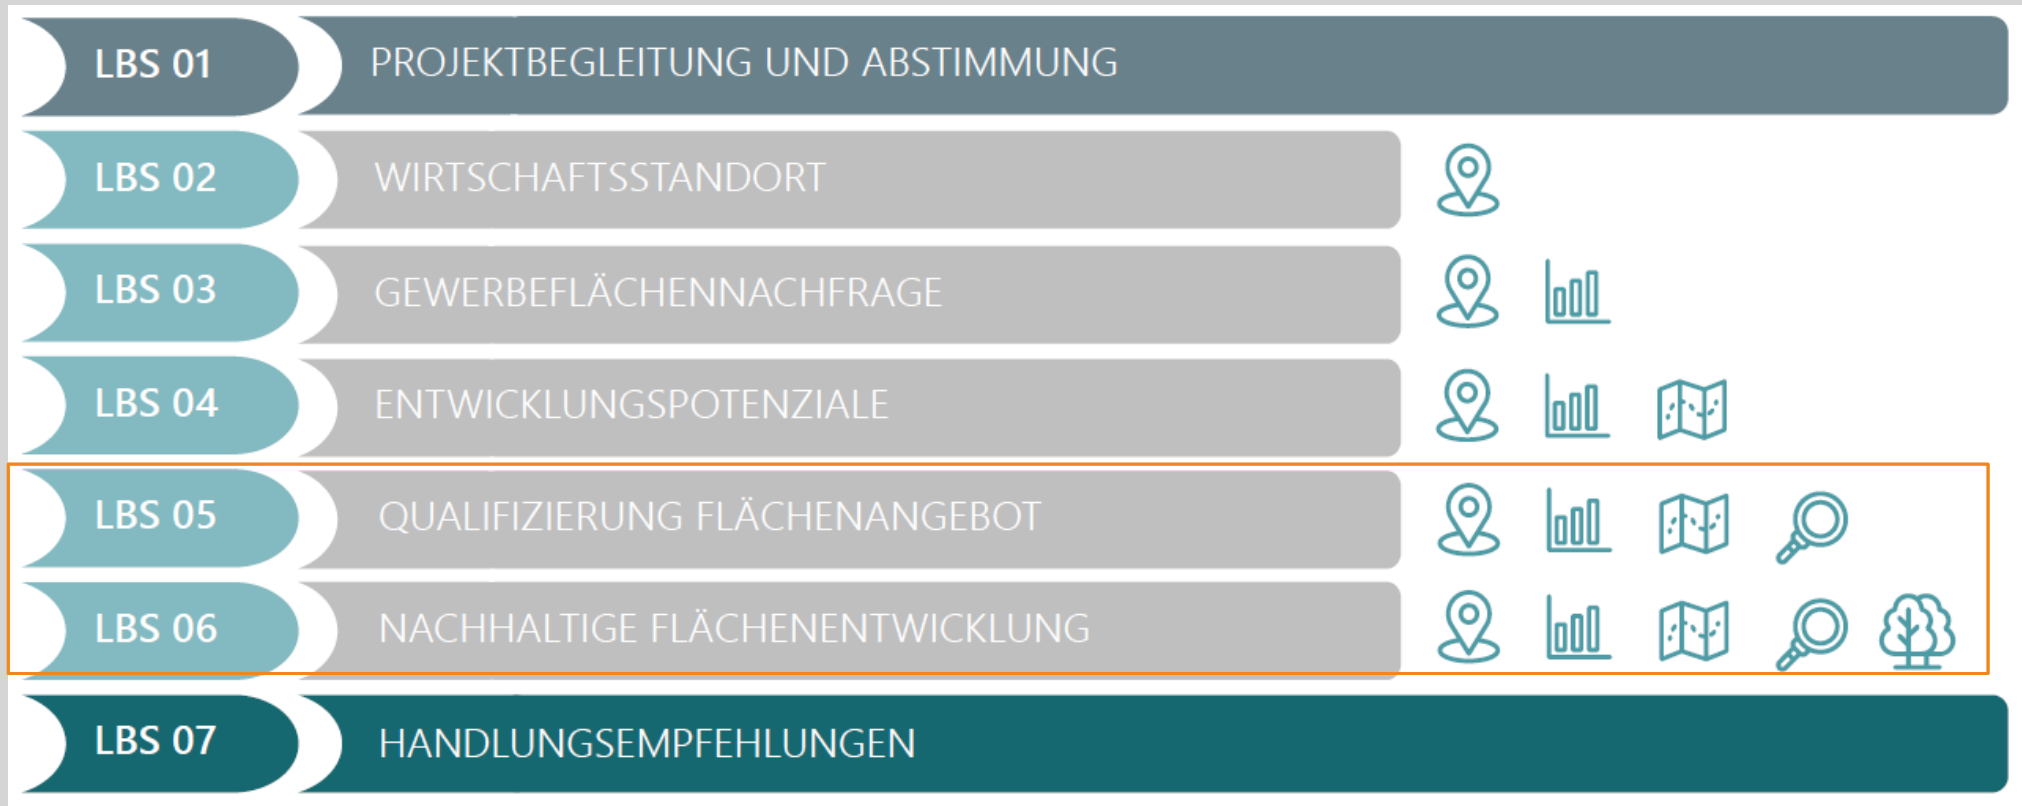 LBS 01 PROJEKTBEGLEITUNG UND ABSTIMMUNG
LBS 02 WIRTSCHAFTSSTANDORT
LBS 03 GEWERBEFLÄCHENNACHFRAGE
LBS 04 ENTWICKLUNGSPOTENZIALE
LBS 05 QUALIFIZIERUNG FLÄCHENANGEBOT
LBS 06 NACHHALTIGE FLÄCHENENTWICKLUNG
LBS 07 HANDLUNGSEMPFEHLUNGEN